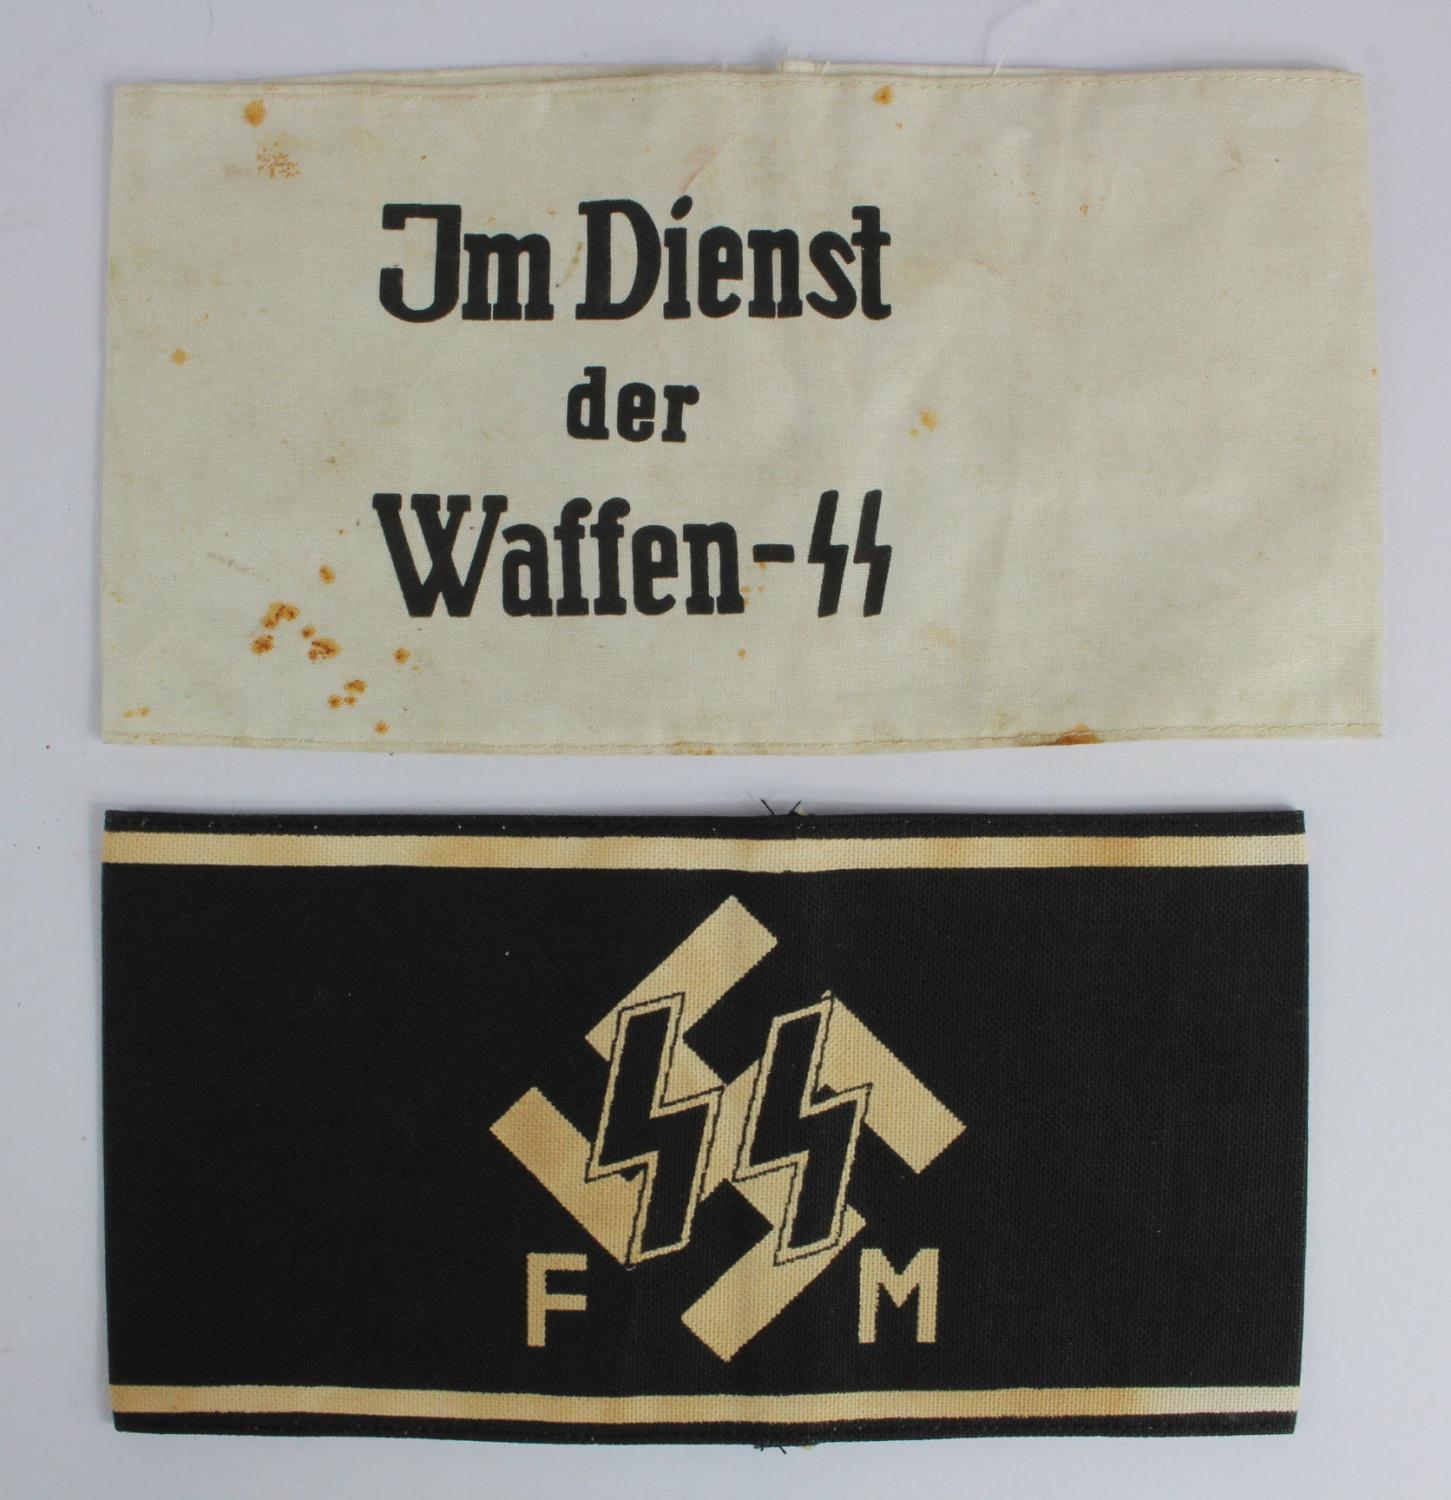 Im Dienst
der
Waffen-SS
SS
F M